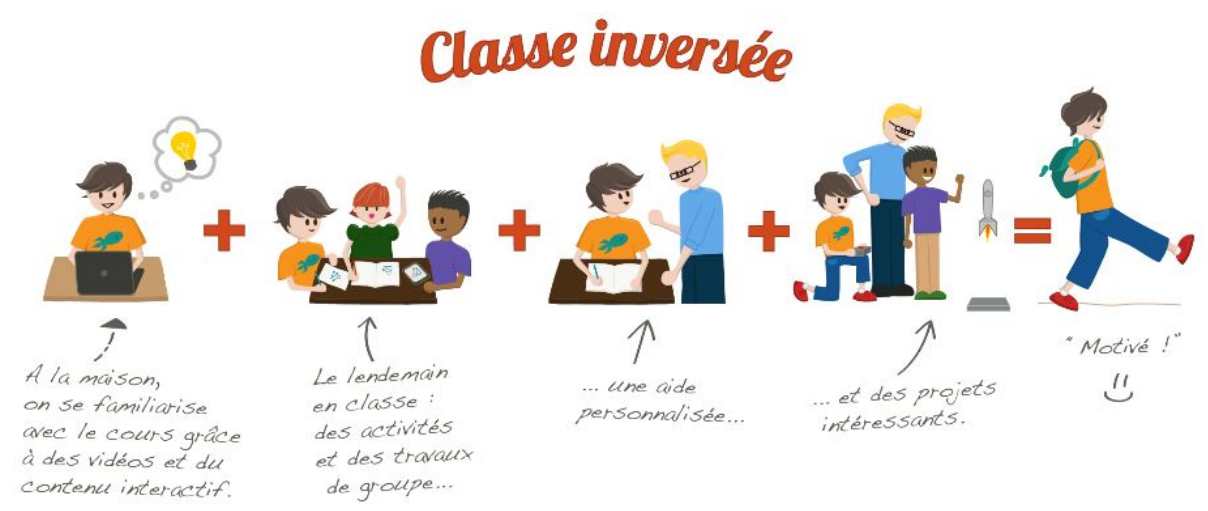 Classe inversée
A la maison,
on se familiarise
avec le cours grâce
à des vidéos et du
contenu interactif.
Le lendemain
en classe :
des activités
et des travaux
de groupe...
... une aide
personnalisée...
... et des projets
intéressants.
"Motivé !"